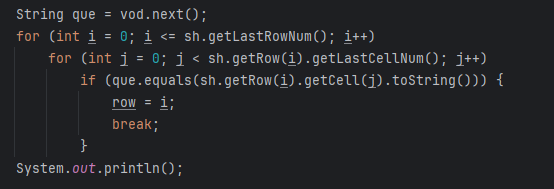 String que = vod.next();
for (int i = 0; i <= sh.getLastRowNum(); i++)
for (int j = 0; j < sh.getRow(i).getLastCellNum(); j++)
if (que.equals(sh.getRow(i).getCell(j).toString())) {
row = i;
break;
}
System.out.println();